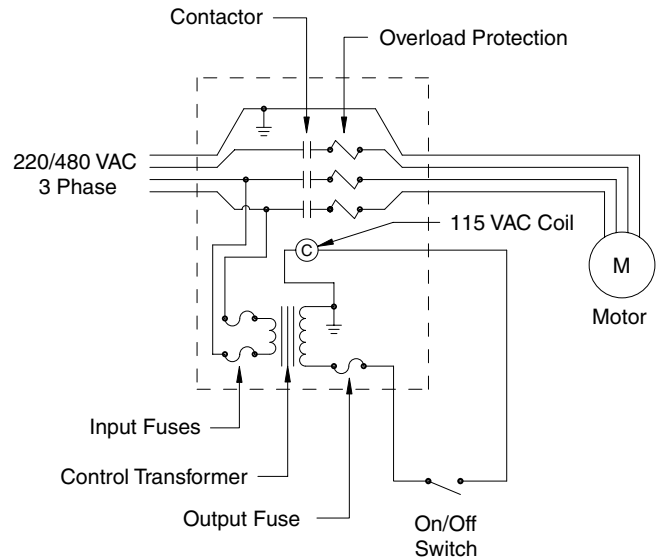 Contactor
Overload Protection
220/480 VAC
3 Phase
115 VAC Coil
C
M
Motor
Input Fuses
Control Transformer
Output Fuse
On/Off
Switch